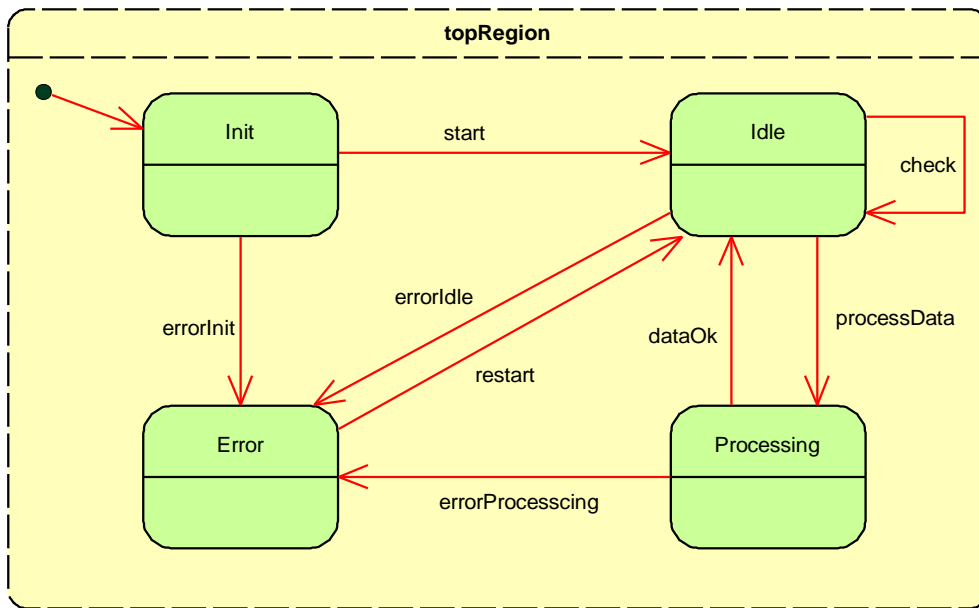 topRegion
Init
Idle
start
check
errorIdle
errorInit
processData
dataOk
restart
Error
Processing
errorProcesscing